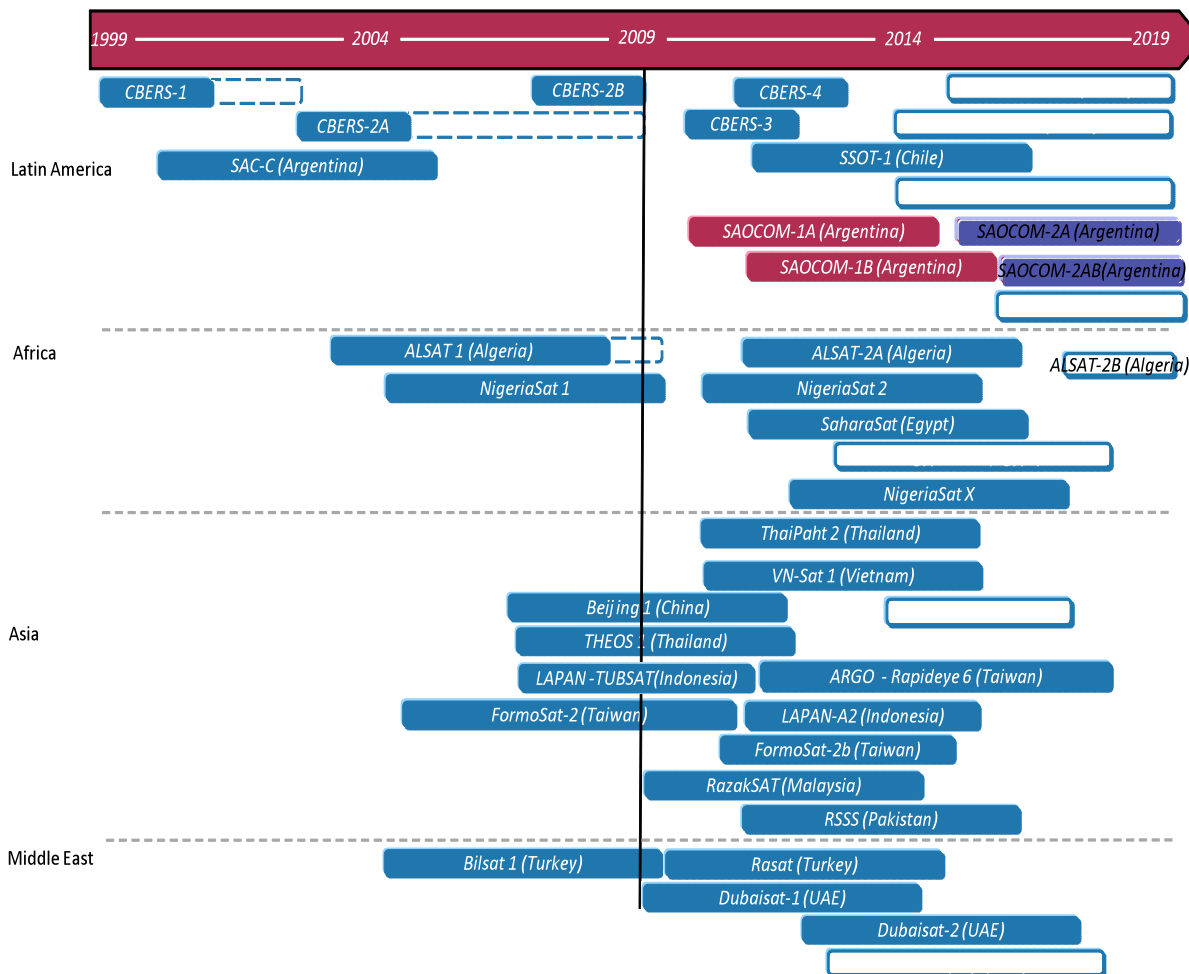 1999 2004 2009 2014 2019
CBERS-1 CBERS-2B CBERS-4
CBERS-2A CBERS-3
SSOT-1 (Chile)
Latin America SAC-C (Argentina)
SAOCOM-1A (Argentina) SAOCOM-2A (Argentina)
SAOCOM-1B (Argentina) SAOCOM-2AB(Argentina)
Africa ALSAT 1 (Algeria) ALSAT-2A (Algeria) ALSAT-2B (Algeria)
NigeriaSat 1 NigeriaSat 2
SaharaSat (Egypt)
NigeriaSat X
ThaiPaht 2 (Thailand)
VN-Sat 1 (Vietnam)
Beijing 1 (China)
Asia THEOS 1 (Thailand)
LAPAN -TUBSAT(Indonesia) ARGO - Rapideye 6 (Taiwan)
FormoSat-2 (Taiwan) LAPAN-A2 (Indonesia)
FormoSat-2b (Taiwan)
RazakSAT (Malaysia)
RSSS (Pakistan)
Middle East Bilsat 1 (Turkey) Rasat (Turkey)
Dubaisat-1 (UAE)
Dubaisat-2 (UAE)